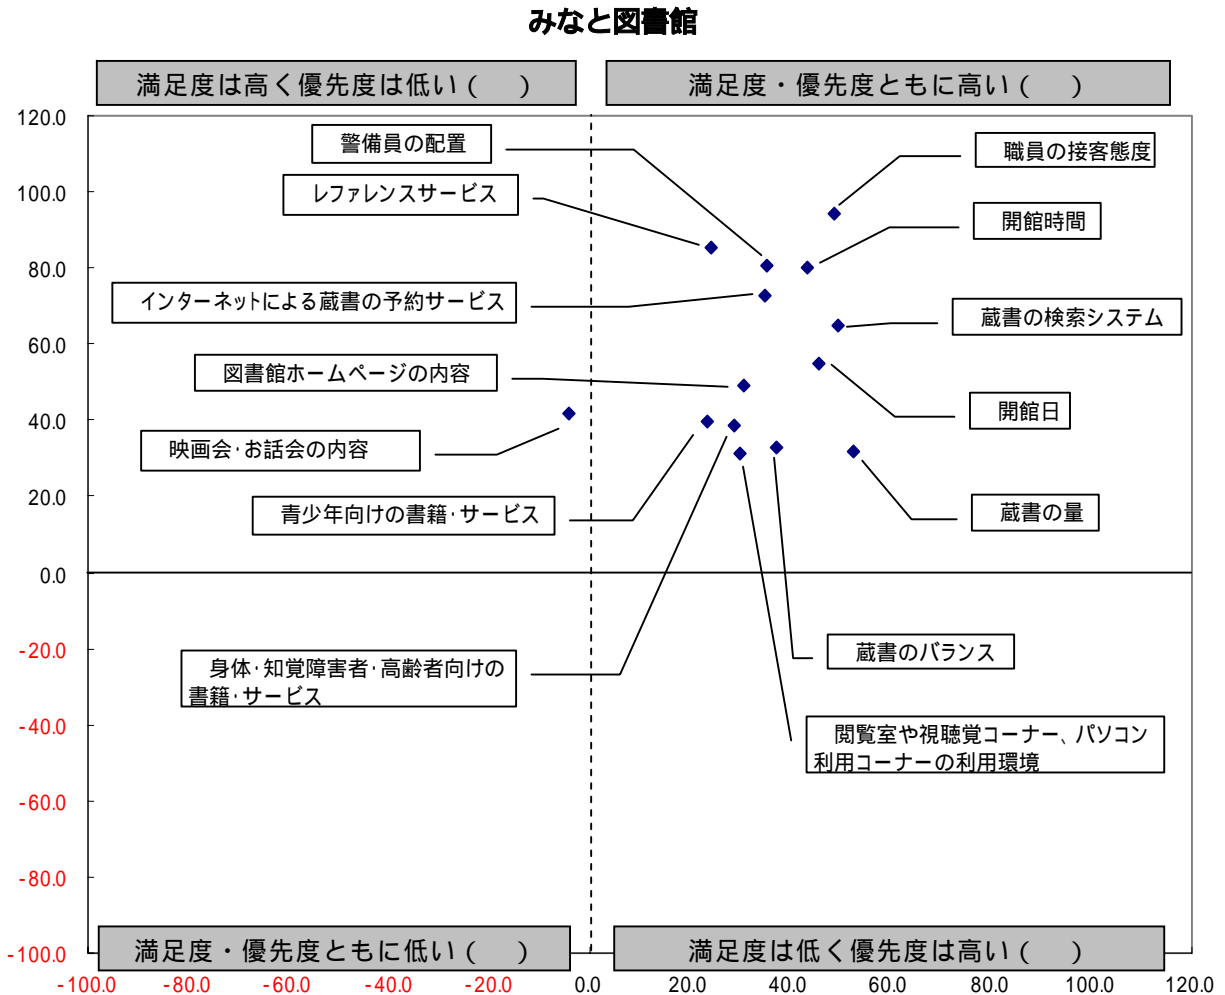 みなと図書館
満足度は高く優先度は低い(　)
満足度・優先度ともに高い(　)
120.0
100.0
80.0
60.0
40.0
20.0
0.0
-20.0
-40.0
-60.0
-80.0
-100.0
警備員の配置
職員の接客態度
レファレンスサービス
開館時間
インターネットによる蔵書の予約サービス
蔵書の検索システム
図書館ホームページの内容
開館日
映画会・お話会の内容
青少年向けの書籍・サービス
蔵書の量
身体・知覚障害者・高齢者向けの
書籍・サービス
蔵書のバランス
閲覧室や視聴覚コーナー、パソコン
利用コーナーの利用環境
満足度・優先度ともに低い(　)
満足度は低く優先度は高い(　)
-100.0
-80.0
-60.0
-40.0
-20.0
0.0
20.0
40.0
60.0
80.0
100.0
120.0